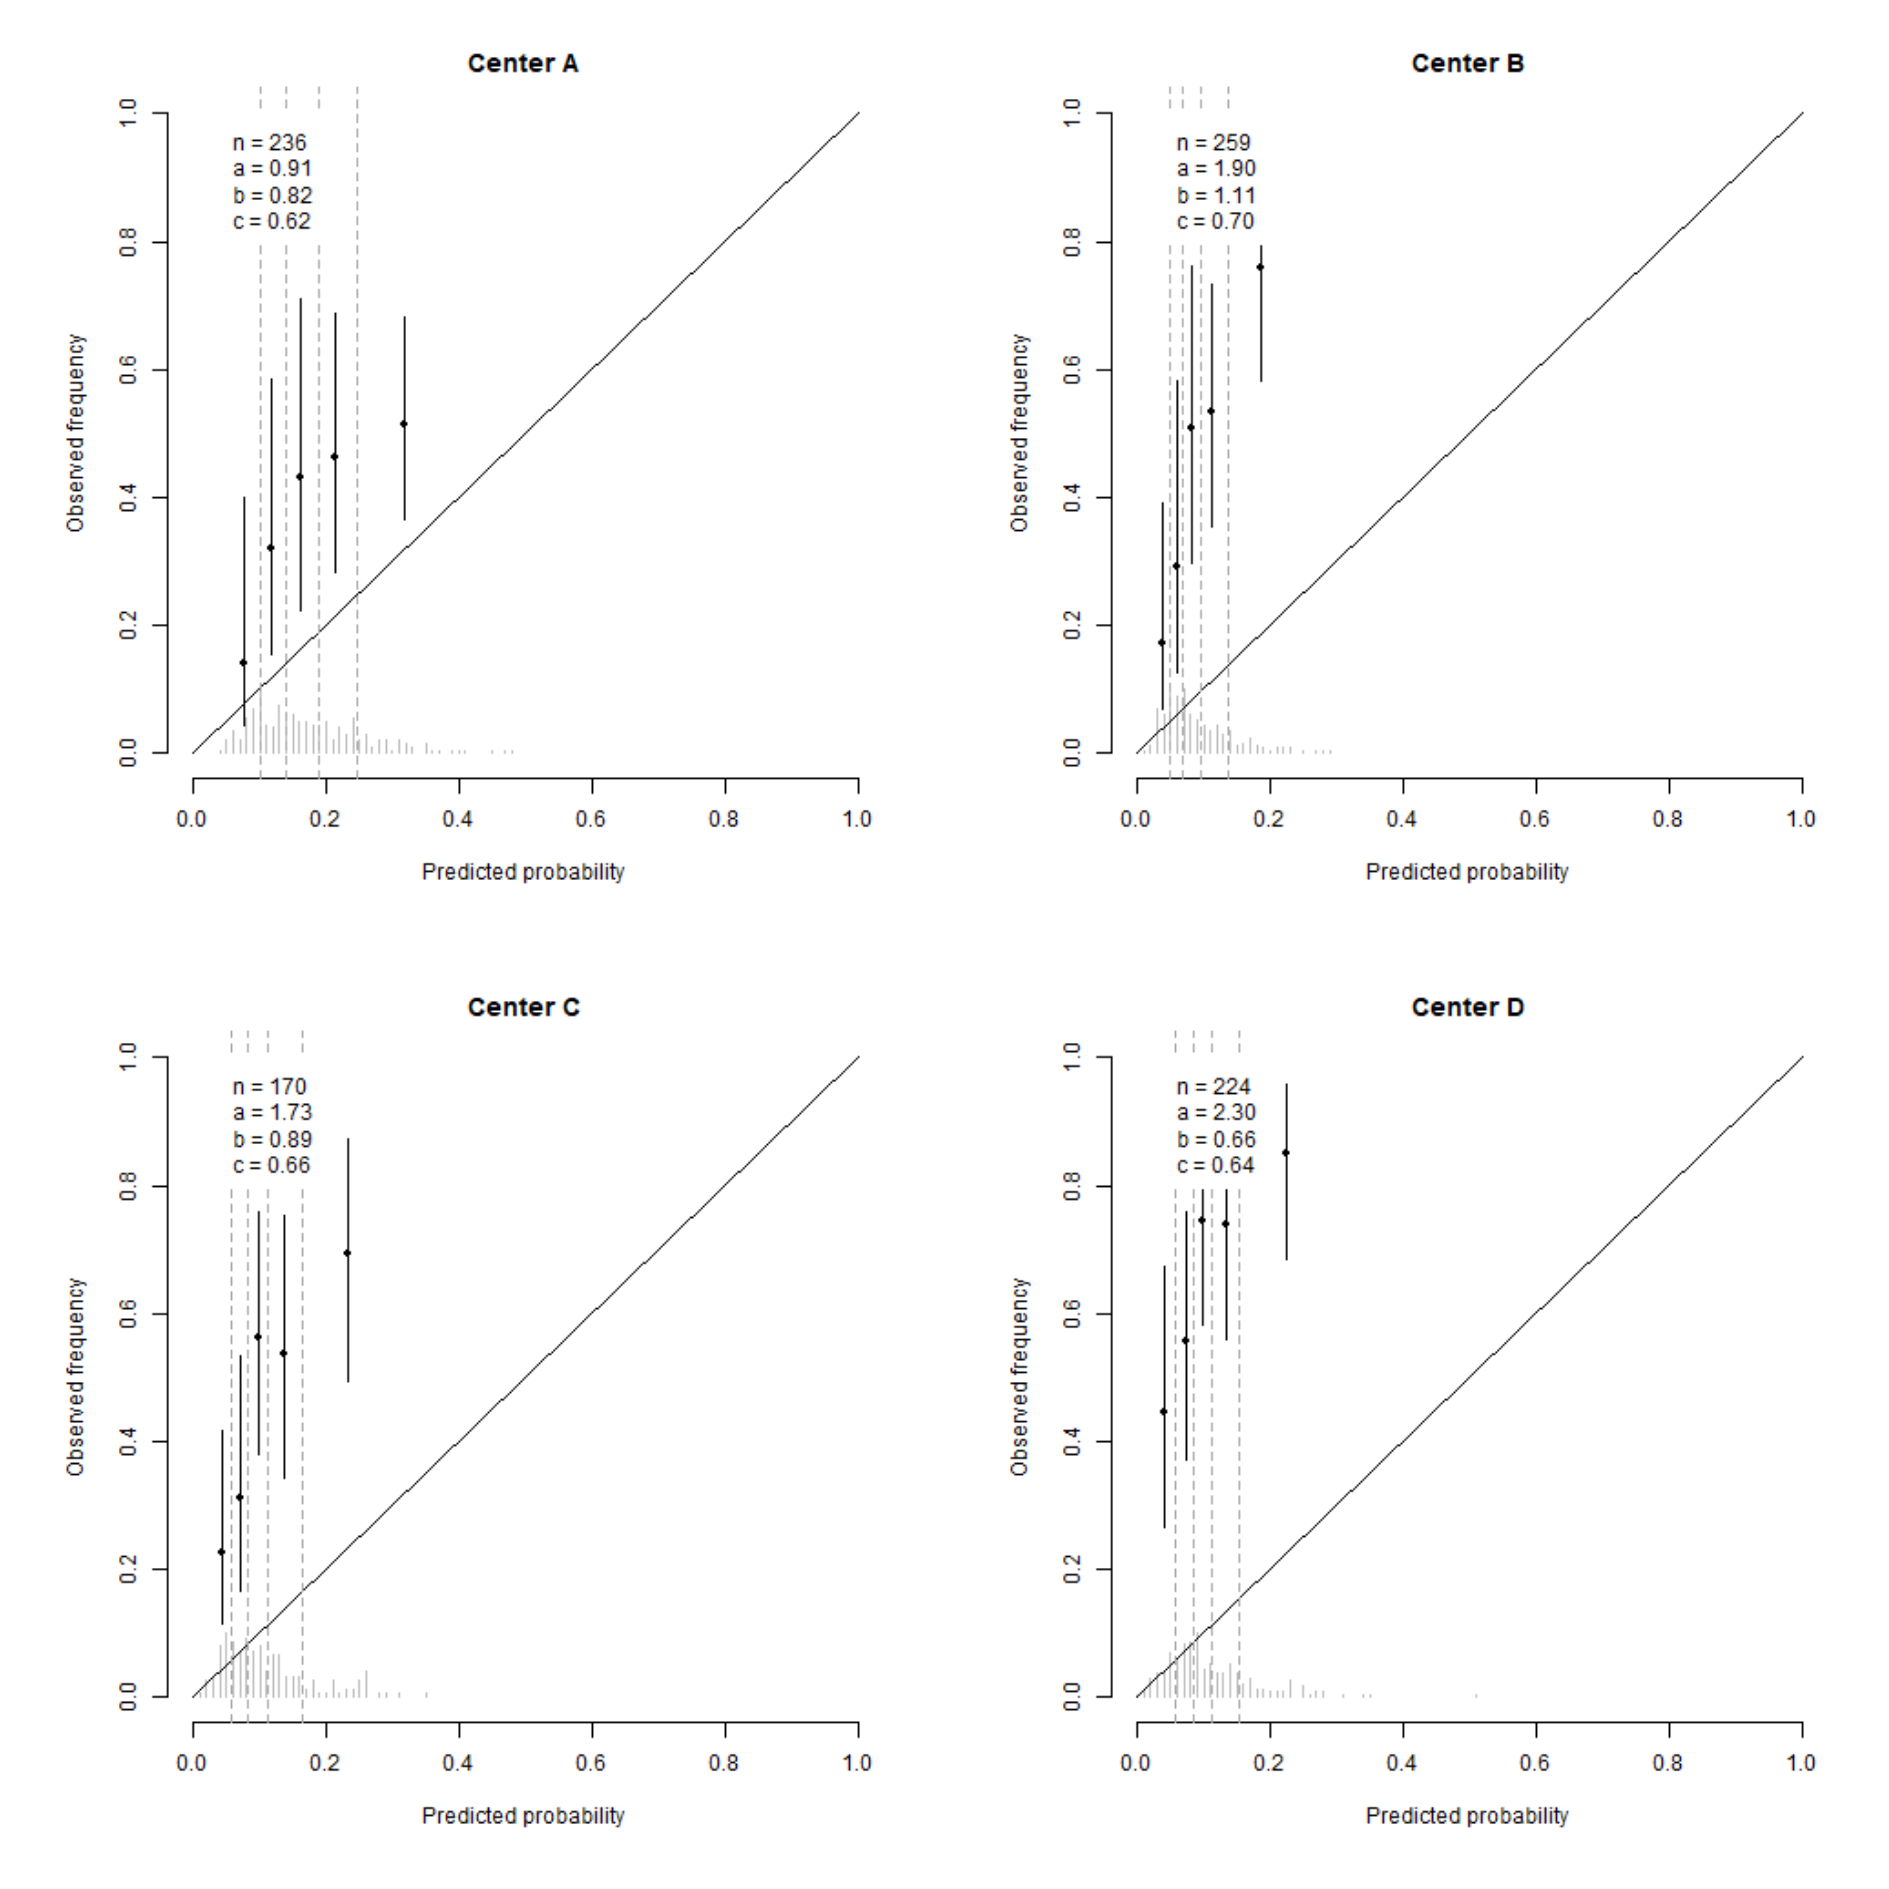 Center A
n = 236
a = 0.91
b = 0.82
c = 0.62
Observed frequency
1.0
0.8
0.6
0.4
0.2
0.0
0.0 0.2 0.4 0.6 0.8 1.0
Predicted probability
Center B
n = 259
a = 1.90
b = 1.11
c = 0.70
Observed frequency
1.0
0.8
0.6
0.4
0.2
0.0
0.0 0.2 0.4 0.6 0.8 1.0
Predicted probability
Center C
n = 170
a = 1.73
b = 0.89
c = 0.66
Observed frequency
1.0
0.8
0.6
0.4
0.2
0.0
0.0 0.2 0.4 0.6 0.8 1.0
Predicted probability
Center D
n = 224
a = 2.30
b = 0.66
c = 0.64
Observed frequency
1.0
0.8
0.6
0.4
0.2
0.0
0.0 0.2 0.4 0.6 0.8 1.0
Predicted probability